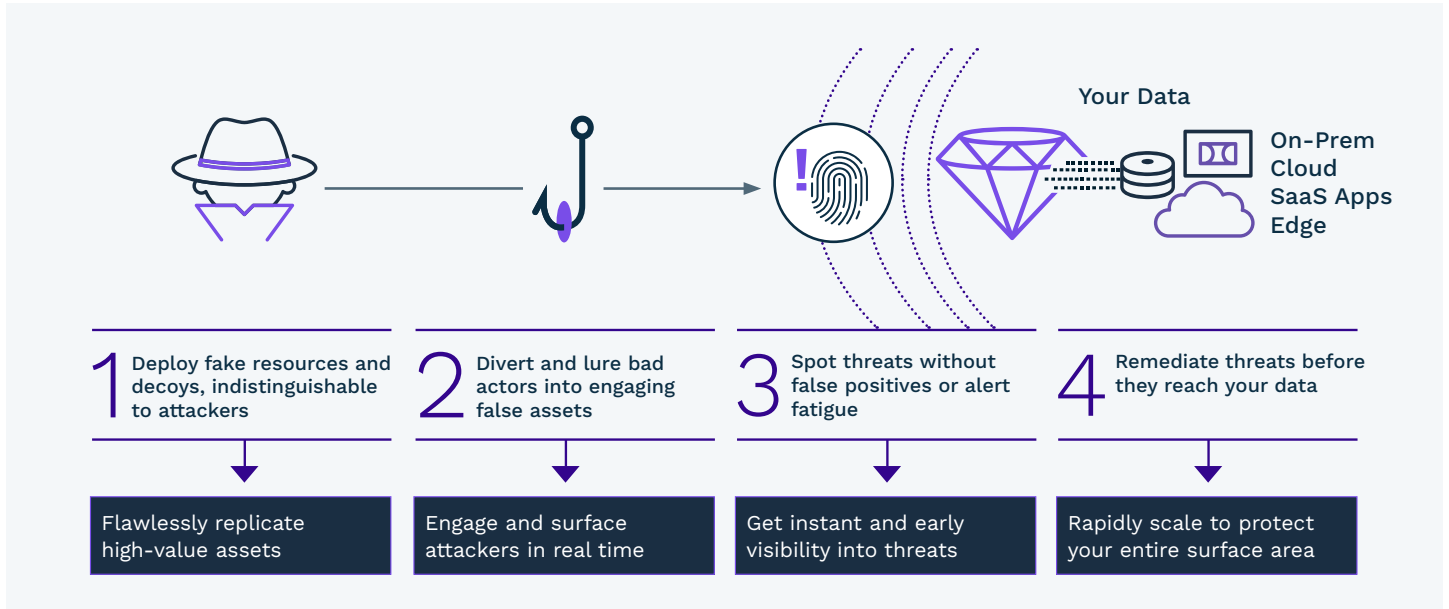 Your Data
On-Prem
Cloud
SaaS Apps
Edge
!
1
Deploy fake resources and
decoys, indistinguishable
to attackers
2
Divert and lure bad
actors into engaging
false assets
3
Spot threats without
false positives or alert
fatigue
4
Remediate threats before
they reach your data
Flawlessly replicate
high-value assets
Engage and surface
attackers in real time
Get instant and early
visibility into threats
Rapidly scale to protect
your entire surface area